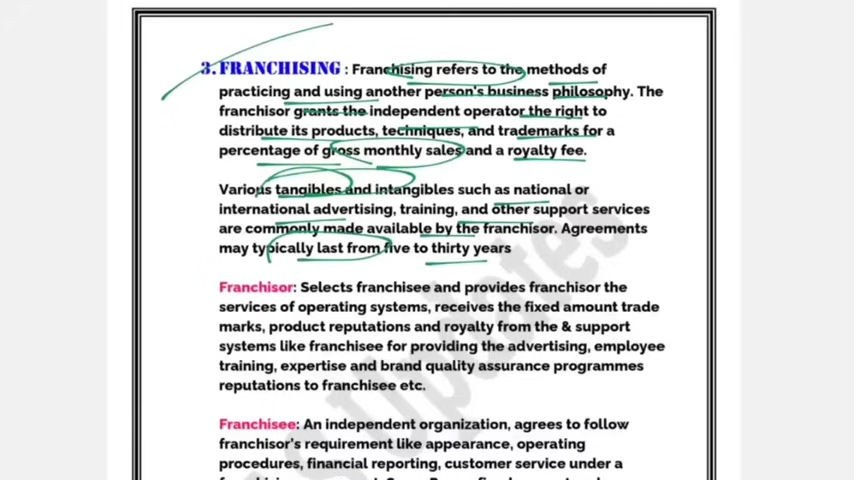 3. FRANCHISING : Franchising refers to the methods of
practicing and using another person's business philosophy. The
franchisor grants the independent operator the right to
distribute its products, techniques, and trademarks for a
percentage of gross monthly sales and a royalty fee.
Various tangibles and intangibles such as national or
international advertising, training, and other support services
are commonly made available by the franchisor. Agreements
may typically last from five to thirty years
Franchisor: Selects franchisee and provides franchisor the
services of operating systems, receives the fixed amount trade
marks, product reputations and royalty from the & support
systems like franchisee for providing the advertising, employee
training, expertise and brand quality assurance programmes
reputations to franchisee etc.
Franchisee: An independent organization, agrees to follow
franchisor's requirement like appearance, operating
procedures, financial reporting, customer service under a
Updates